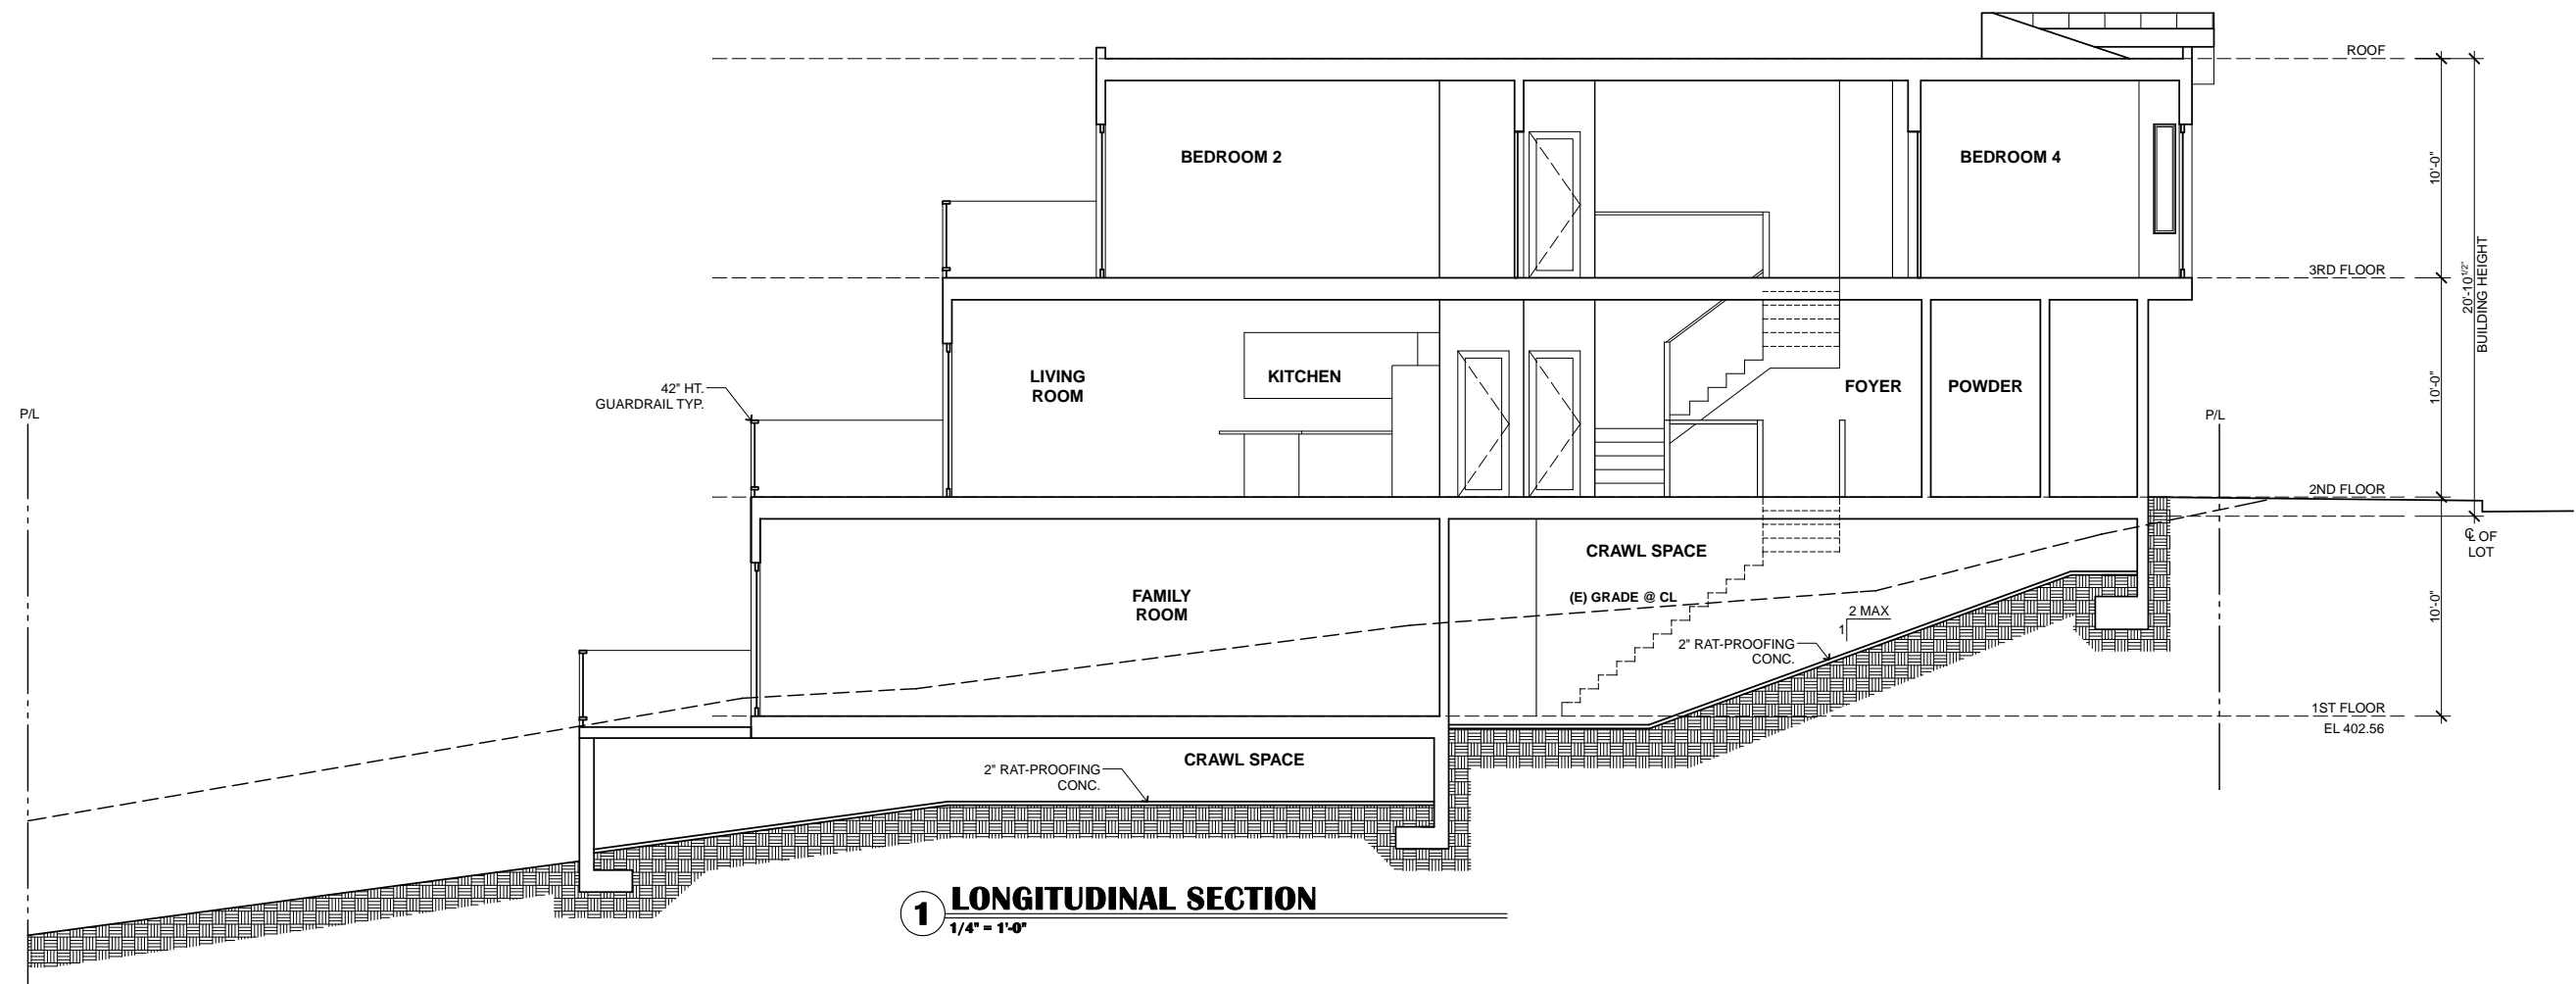 ROOF
BEDROOM 2
BEDROOM 4
10'-0"
3RD FLOOR
20'-10 1/2"
BUILDING HEIGHT
LIVING
ROOM
KITCHEN
FOYER
POWDER
10'-0"
42" HT.
GUARDRAIL TYP.
P/L
P/L
2ND FLOOR
℄ OF
LOT
CRAWL SPACE
FAMILY
ROOM
(E) GRADE @ CL
2 MAX
1
2" RAT-PROOFING
CONC.
10'-0"
1ST FLOOR
EL 402.56
CRAWL SPACE
2" RAT-PROOFING
CONC.
1 LONGITUDINAL SECTION
1/4" = 1'-0"